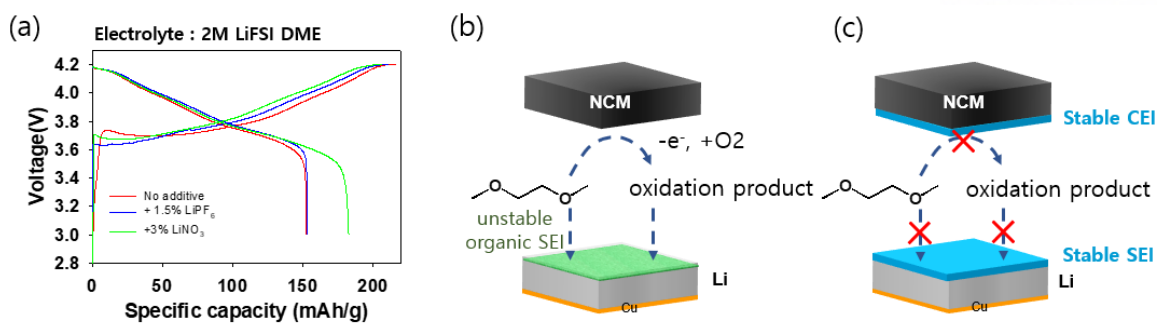 (a)
Electrolyte : 2M LiFSI DME
Voltage(V)
4.2
4.0
3.8
3.6
3.4
3.2
3.0
2.8
No additive
+ 1.5% LiPF6
+3% LiNO3
0 50 100 150 200
Specific capacity (mAh/g)
(b)
NCM
-e-, +O2
O
O
oxidation product
unstable
organic SEI
Li
Cu
(c)
NCM
Stable CEI
O
O
oxidation product
Stable SEI
Li
Cu